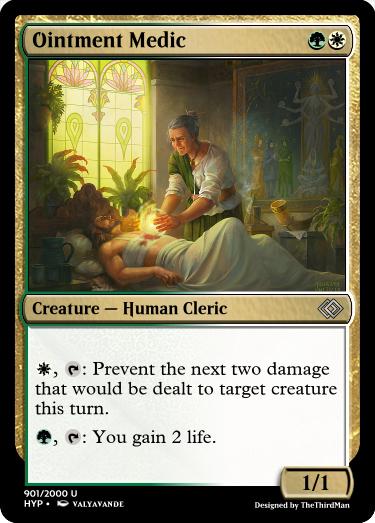 Ointment Medic
Creature — Human Cleric
, : Prevent the next two damage
that would be dealt to target creature
this turn.
, : You gain 2 life.
1/1
901/2000 U
HYP • VALYAVANDE
Designed by TheThirdMan